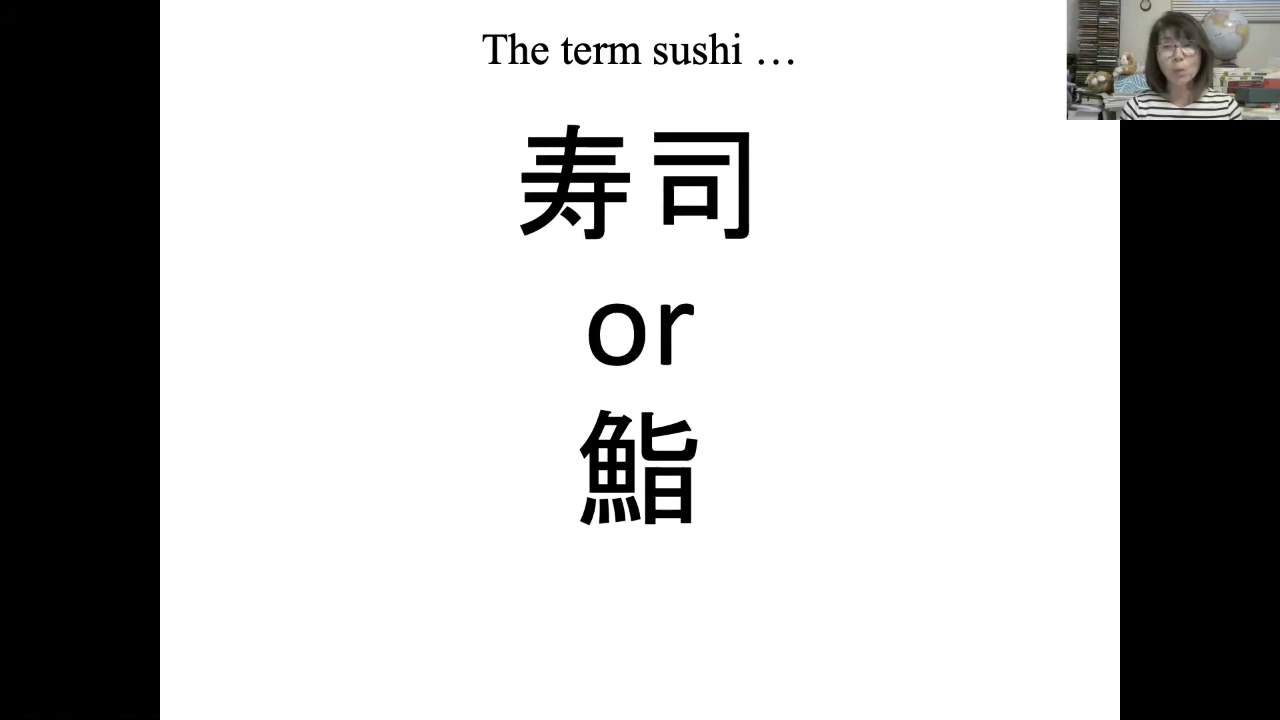 The term sushi …
寿司
or
鮨